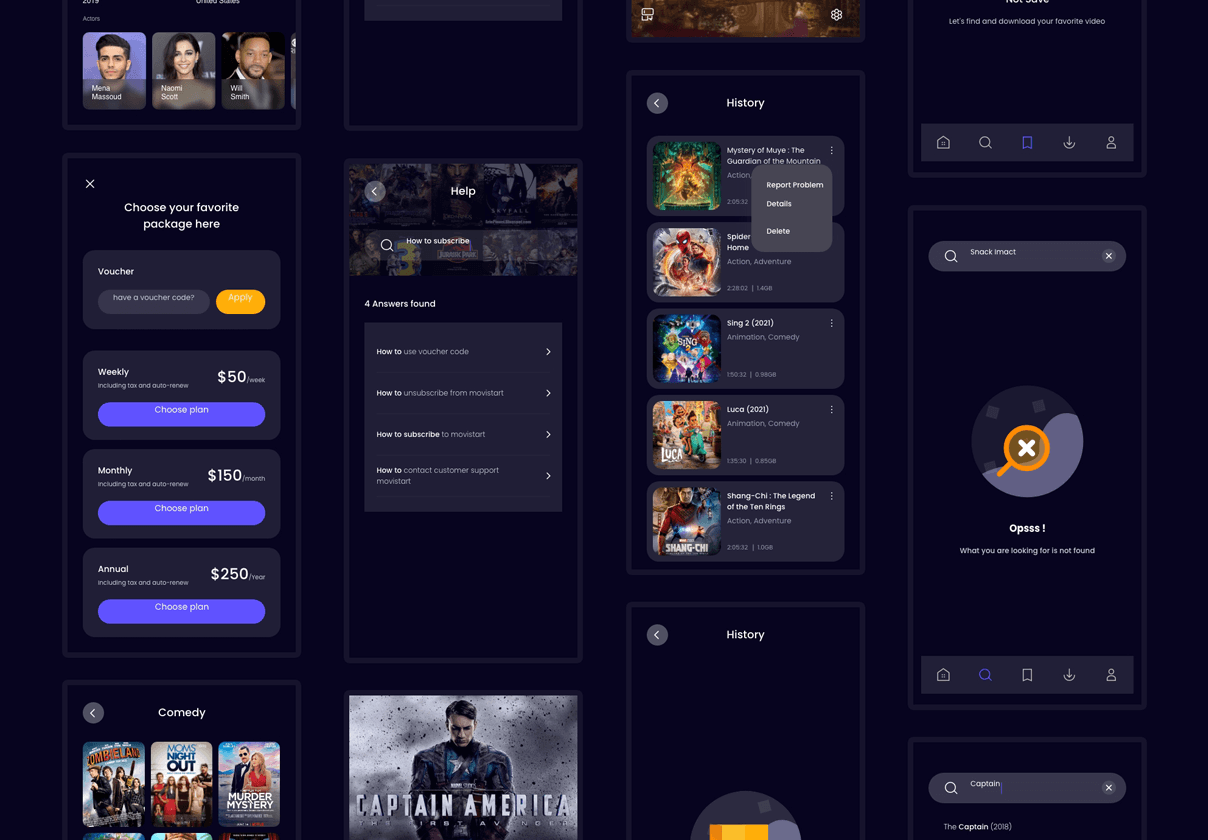 2019
United States
Actors
Mena
Massoud
Naomi
Scott
Will
Smith
Choose your favorite
package here
Voucher
have a voucher code?
Apply
Weekly
Including tax and auto-renew
$50/week
Choose plan
Monthly
Including tax and auto-renew
$150/month
Choose plan
Annual
Including tax and auto-renew
$250/Year
Choose plan
Comedy
ZOMBIELAND
MOMS'
NIGHT
OUT
MURDER
MYSTERY
Help
SKYFALL
How to subscribe
3
JURASSIC PARK
4 Answers found
How to use voucher code
How to unsubscribe from movistart
How to subscribe to movistart
How to contact customer support
movistart
CAPTAIN AMERICA
THE FIRST AVENGER
History
Mystery of Muye : The
Guardian of the Mountain
Action,
2:05:32
Report Problem
Details
Delete
Spider
Home
Action, Adventure
2:28:02 | 1.4GB
SING
2
Sing 2 (2021)
Animation, Comedy
1:50:32 | 0.98GB
LUCA
Luca (2021)
Animation, Comedy
1:35:30 | 0.85GB
SHANG-CHI
Shang-Chi : The Legend
of the Ten Rings
Action, Adventure
2:05:32 | 1.0GB
History
Not Save
Let's find and download your favorite video
Snack Imact
Opsss !
What you are looking for is not found
Captain
The Captain (2018)